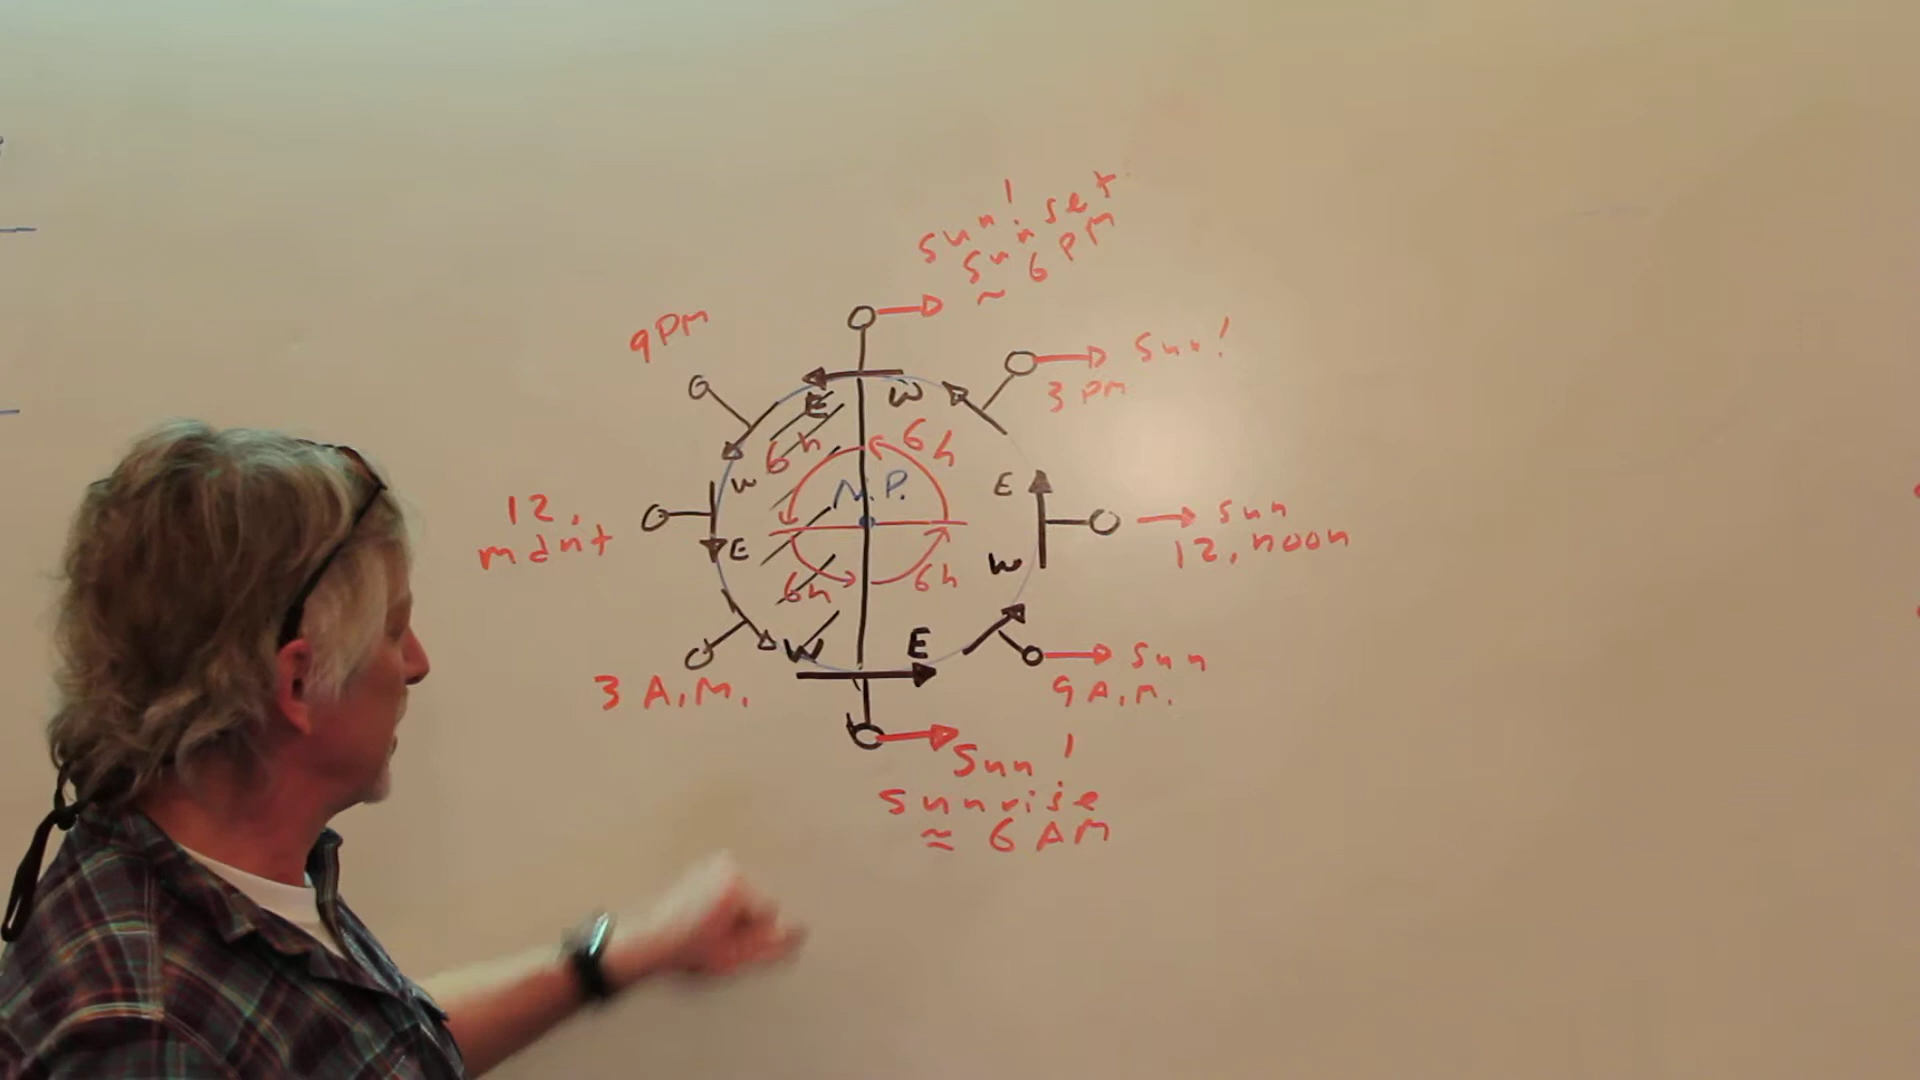 sun!
sunset
≈ 6 PM
9 PM
sun!
3 PM
E
W
6h
6h
W
N.P.
E
12,
mdnt
sun
12, noon
E
W
6h
6h
W
E
sun
9 A.M.
3 A.M.
sun!
sunrise
≈ 6 AM